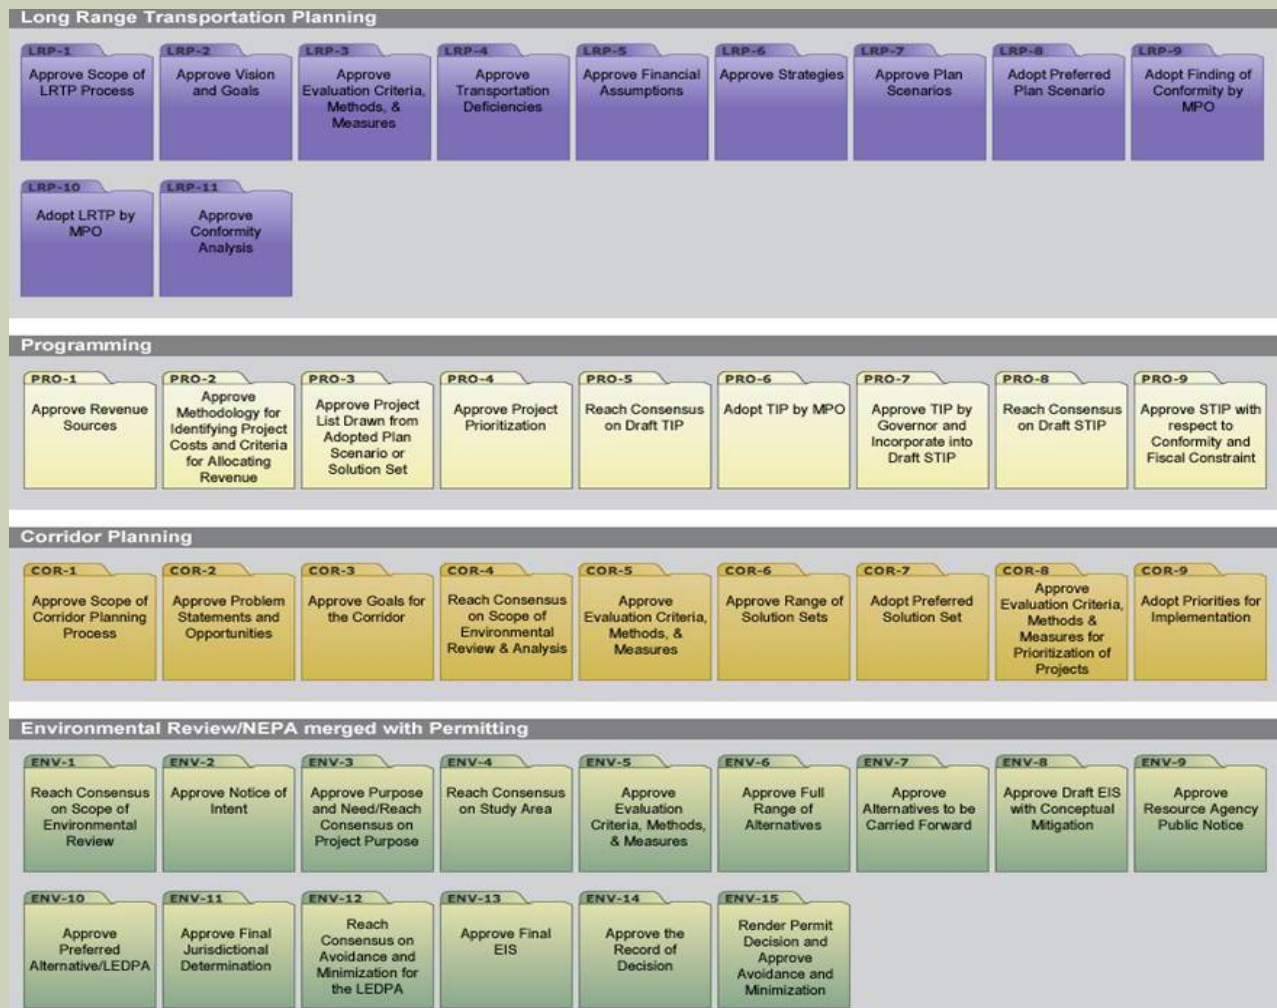 Long Range Transportation Planning
LRP-1
Approve Scope of
LRTP Process
LRP-2
Approve Vision
and Goals
LRP-3
Approve
Evaluation Criteria,
Methods, &
Measures
LRP-4
Approve
Transportation
Deficiencies
LRP-5
Approve Financial
Assumptions
LRP-6
Approve Strategies
LRP-7
Approve Plan
Scenarios
LRP-8
Adopt Preferred
Plan Scenario
LRP-9
Adopt Finding of
Conformity by
MPO
LRP-10
Adopt LRTP by
MPO
LRP-11
Approve
Conformity
Analysis
Programming
PRO-1
Approve Revenue
Sources
PRO-2
Approve
Methodology for
Identifying Project
Costs and Criteria
for Allocating
Revenue
PRO-3
Approve Project
List Drawn from
Adopted Plan
Scenario or
Solution Set
PRO-4
Approve Project
Prioritization
PRO-5
Reach Consensus
on Draft TIP
PRO-6
Adopt TIP by MPO
PRO-7
Approve TIP by
Governor and
Incorporate into
Draft STIP
PRO-8
Reach Consensus
on Draft STIP
PRO-9
Approve STIP with
respect to
Conformity and
Fiscal Constraint
Corridor Planning
COR-1
Approve Scope of
Corridor Planning
Process
COR-2
Approve Problem
Statements and
Opportunities
COR-3
Approve Goals for
the Corridor
COR-4
Reach Consensus
on Scope of
Environmental
Review & Analysis
COR-5
Approve
Evaluation Criteria,
Methods, &
Measures
COR-6
Approve Range of
Solution Sets
COR-7
Adopt Preferred
Solution Set
COR-8
Approve
Evaluation Criteria,
Methods &
Measures for
Prioritization of
Projects
COR-9
Adopt Priorities for
Implementation
Environmental Review/NEPA merged with Permitting
ENV-1
Reach Consensus
on Scope of
Environmental
Review
ENV-2
Approve Notice of
Intent
ENV-3
Approve Purpose
and Need/Reach
Consensus on
Project Purpose
ENV-4
Reach Consensus
on Study Area
ENV-5
Approve
Evaluation
Criteria, Methods,
& Measures
ENV-6
Approve Full
Range of
Alternatives
ENV-7
Approve
Alternatives to be
Carried Forward
ENV-8
Approve Draft EIS
with Conceptual
Mitigation
ENV-9
Approve
Resource Agency
Public Notice
ENV-10
Approve
Preferred
Alternative/LEDPA
ENV-11
Approve Final
Jurisdictional
Determination
ENV-12
Reach
Consensus on
Avoidance and
Minimization for
the LEDPA
ENV-13
Approve Final
EIS
ENV-14
Approve the
Record of
Decision
ENV-15
Render Permit
Decision and
Approve
Avoidance and
Minimization